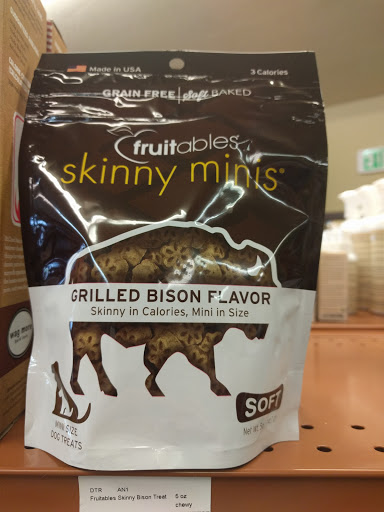 Made in USA
3 Calories
GRAIN FREE | Soft BAKED
fruitables
skinny minis®
GRILLED BISON FLAVOR
Skinny in Calories, Mini in Size
SOFT
MINI SIZE
DOG TREATS
DTR AN1
Fruitables Skinny Bison Treat 5 oz
chewy